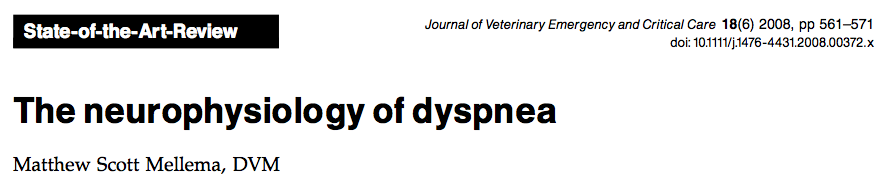 State-of-the-Art-Review
Journal of Veterinary Emergency and Critical Care 18(6) 2008, pp 561–571
doi: 10.1111/j.1476-4431.2008.00372.x
The neurophysiology of dyspnea
Matthew Scott Mellema, DVM